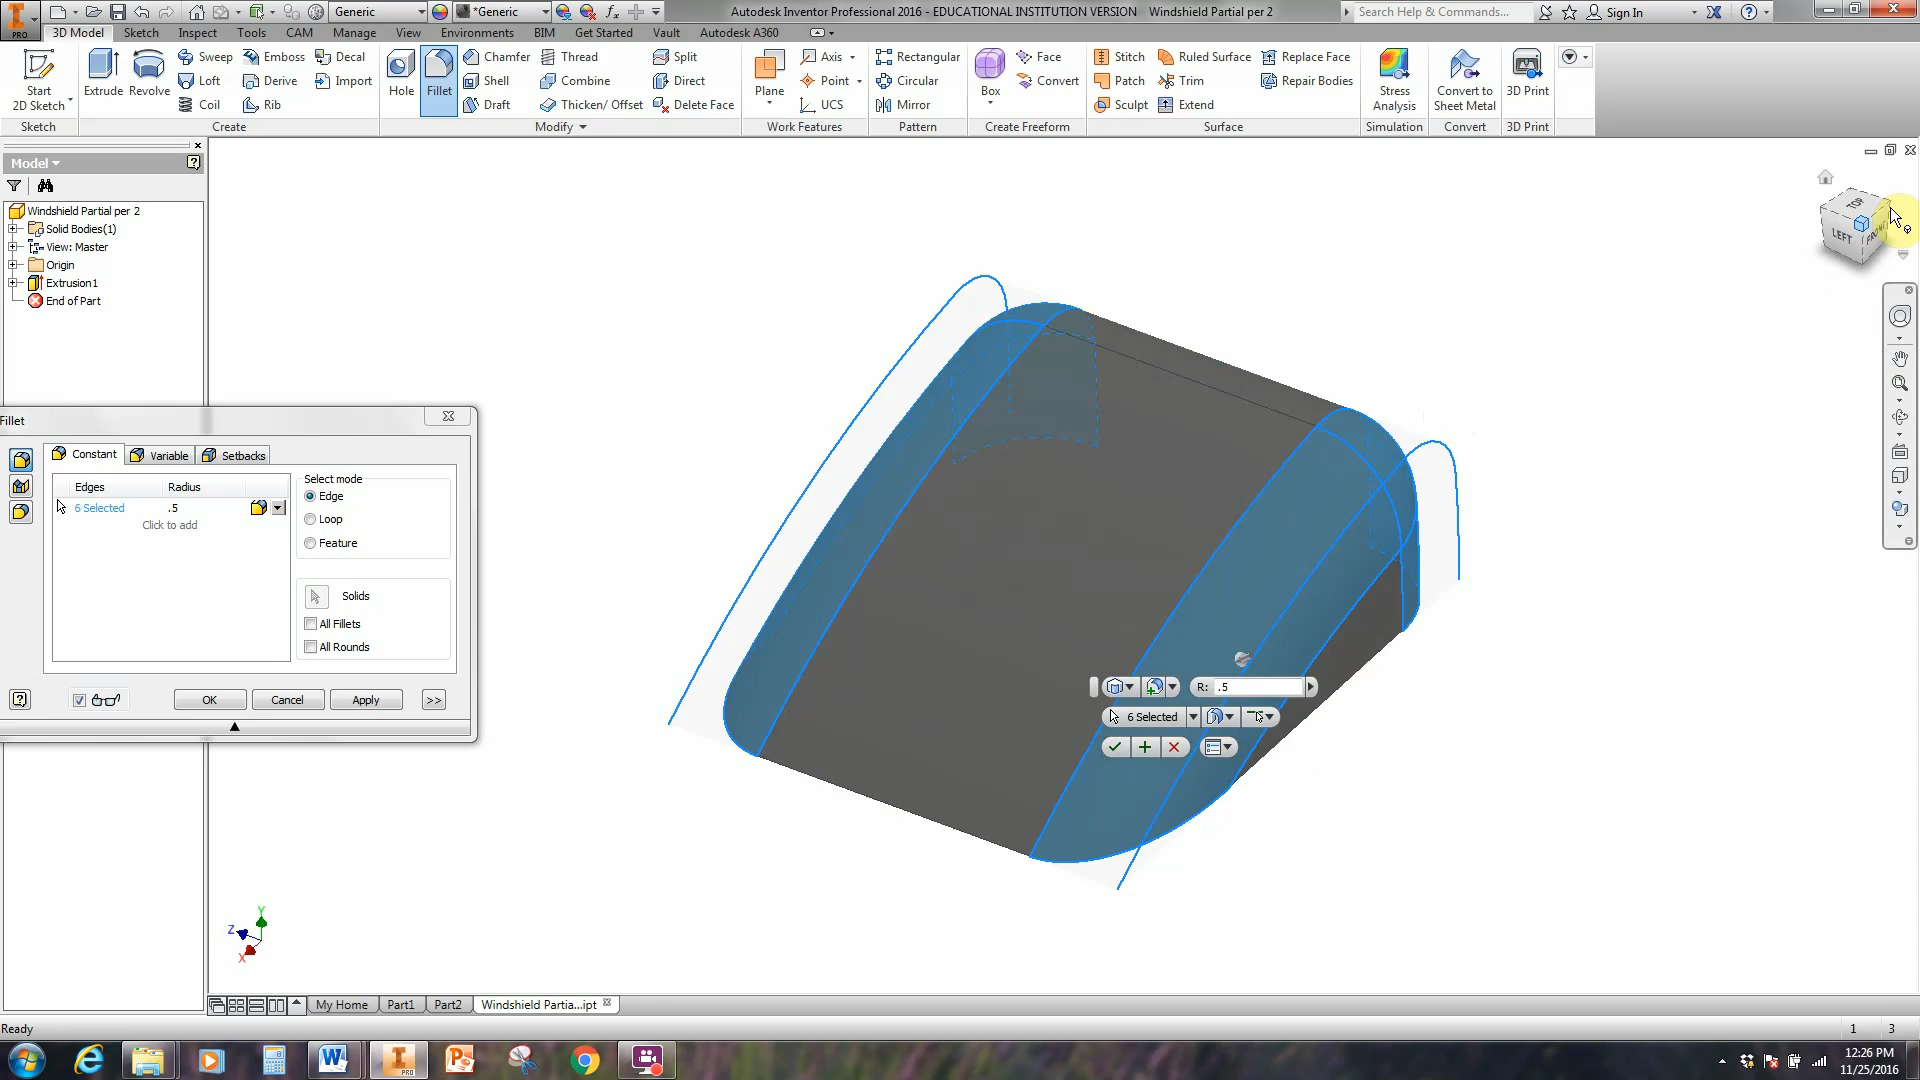 Generic
*Generic
Autodesk Inventor Professional 2016 - EDUCATIONAL INSTITUTION VERSION Windshield Partial per 2
Search Help & Commands...
Sign In
PRO
3D Model Sketch Inspect Tools CAM Manage View Environments BIM Get Started Vault Autodesk A360
Start
2D Sketch
Extrude
Revolve
Sweep
Emboss
Decal
Loft
Derive
Import
Coil
Rib
Hole
Fillet
Chamfer
Thread
Split
Shell
Combine
Direct
Draft
Thicken/ Offset
Delete Face
Plane
Axis
Point
UCS
Rectangular
Circular
Mirror
Box
Face
Convert
Stitch
Ruled Surface
Replace Face
Patch
Trim
Repair Bodies
Sculpt
Extend
Stress
Analysis
Convert to
Sheet Metal
3D Print
Sketch
Create
Modify
Work Features
Pattern
Create Freeform
Surface
Simulation
Convert
3D Print
Model
Windshield Partial per 2
Solid Bodies(1)
View: Master
Origin
Extrusion1
End of Part
TOP
LEFT
FRONT
Fillet
Constant
Variable
Setbacks
Edges
Radius
6 Selected
.5
Click to add
Select mode
Edge
Loop
Feature
Solids
All Fillets
All Rounds
OK
Cancel
Apply
>>
R: .5
6 Selected
Y
Z
X
My Home
Part1
Part2
Windshield Partia...ipt
Ready
1
3
PRO
12:26 PM
11/25/2016